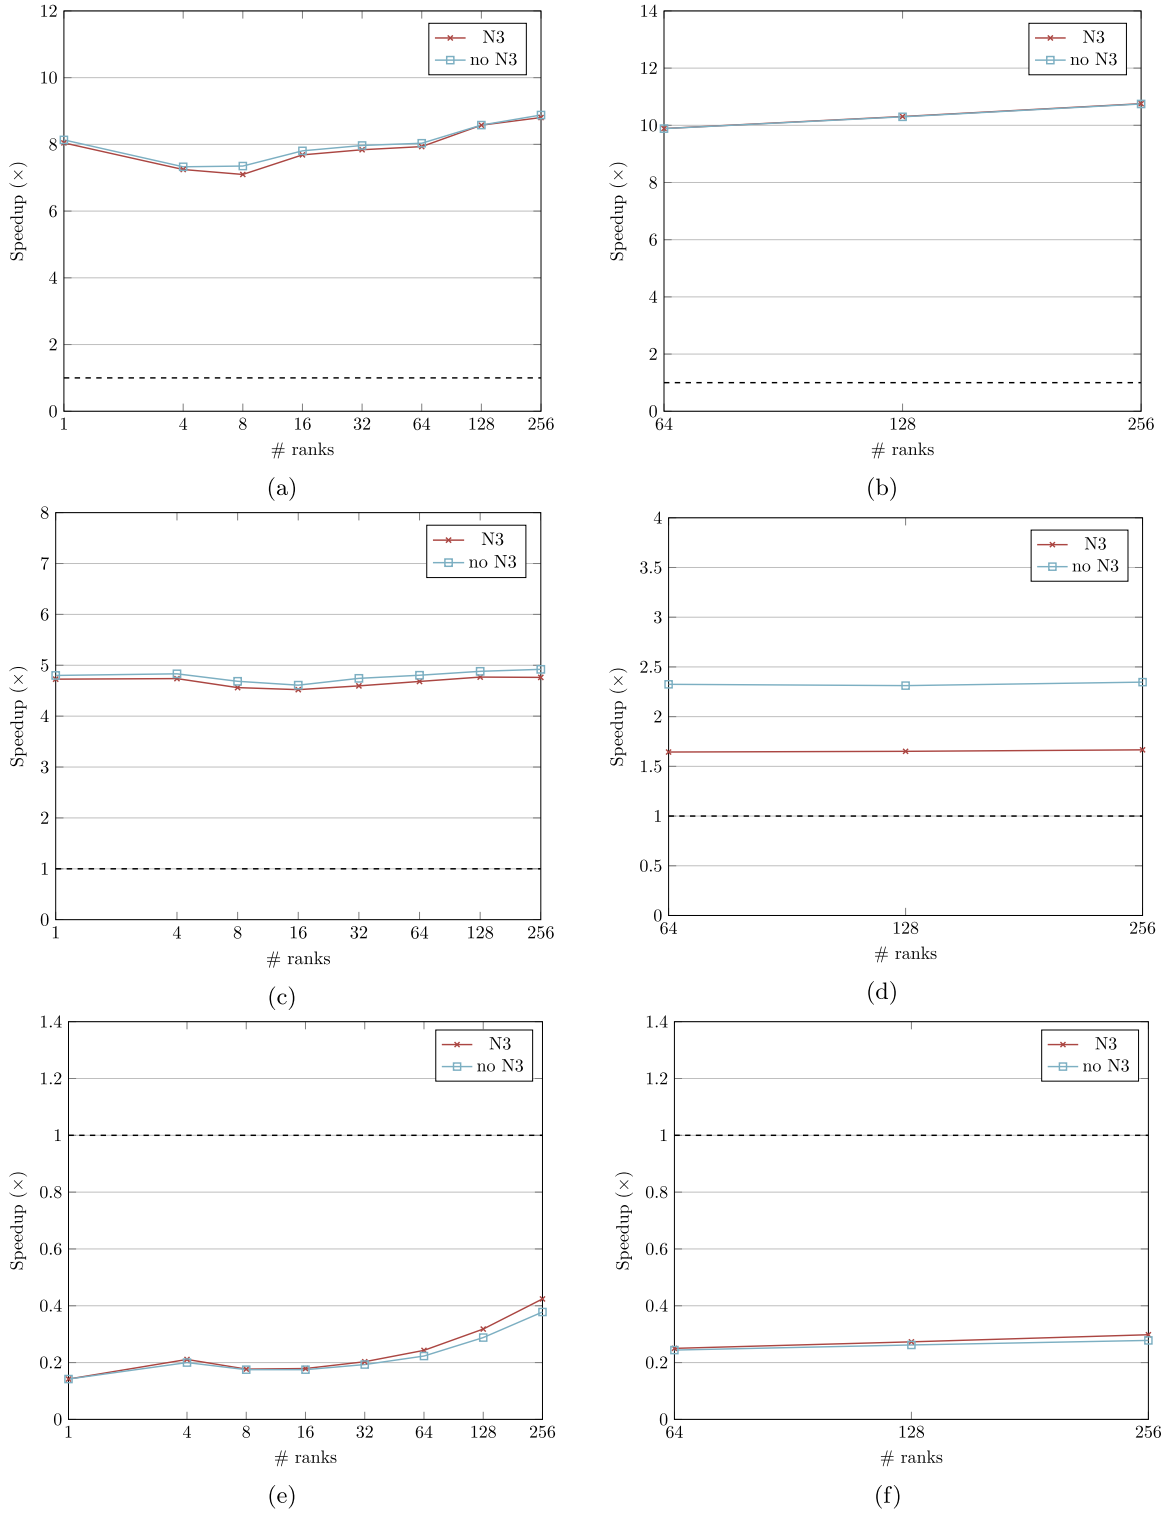 12
10
8
6
4
2
0
Speedup (×)
N3
no N3
1 4 8 16 32 64 128 256
# ranks
(a)
14
12
10
8
6
4
2
0
Speedup (×)
N3
no N3
64 128 256
# ranks
(b)
8
7
6
5
4
3
2
1
0
Speedup (×)
N3
no N3
1 4 8 16 32 64 128 256
# ranks
(c)
4
3.5
3
2.5
2
1.5
1
0.5
0
Speedup (×)
N3
no N3
64 128 256
# ranks
(d)
1.4
1.2
1
0.8
0.6
0.4
0.2
0
Speedup (×)
N3
no N3
1 4 8 16 32 64 128 256
# ranks
(e)
1.4
1.2
1
0.8
0.6
0.4
0.2
0
Speedup (×)
N3
no N3
64 128 256
# ranks
(f)